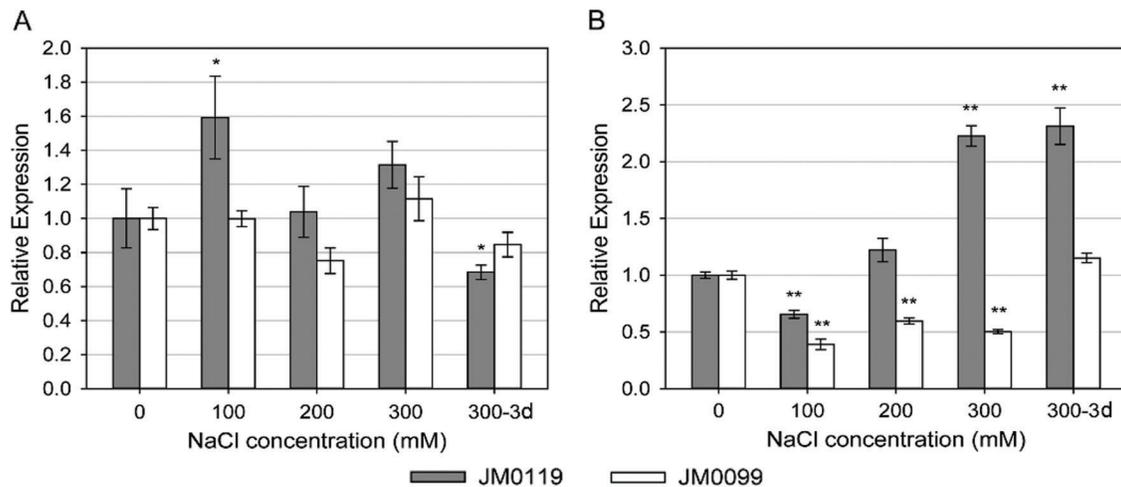 A
2.0
1.8
1.6
1.4
1.2
1.0
0.8
0.6
0.4
0.2
0.0
Relative Expression
*
*
0 100 200 300 300-3d
NaCl concentration (mM)
B
3.0
2.5
2.0
1.5
1.0
0.5
0.0
Relative Expression
**
**
**
**
**
**
0 100 200 300 300-3d
NaCl concentration (mM)
JM0119 JM0099